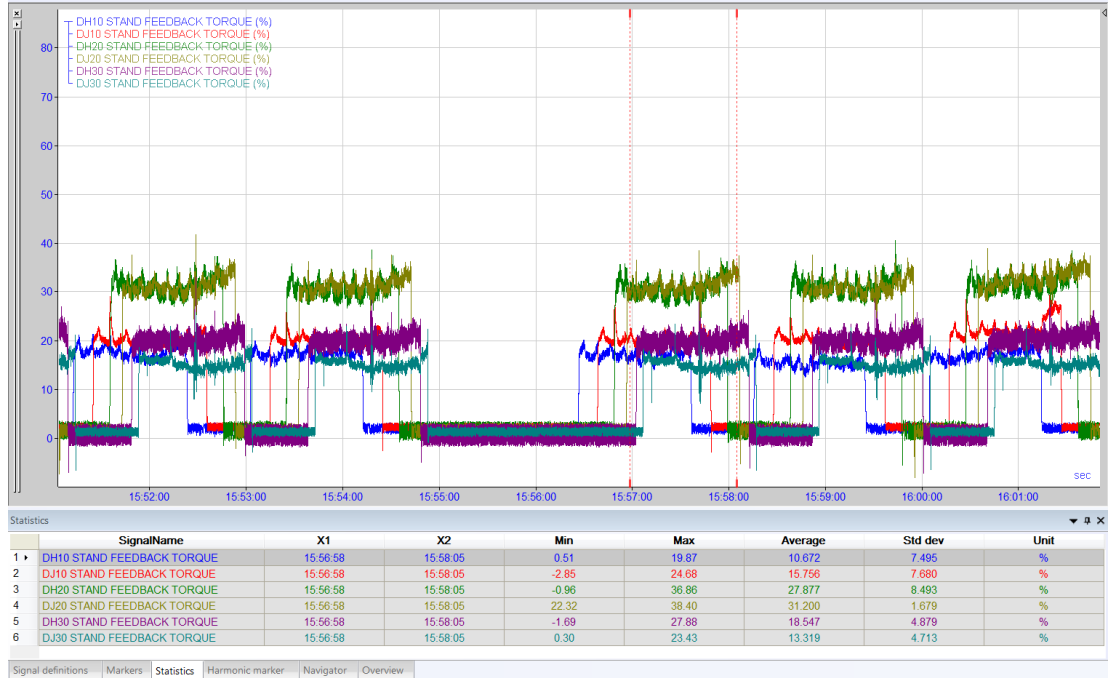 DH10 STAND FEEDBACK TORQUE (%)
DJ10 STAND FEEDBACK TORQUE (%)
DH20 STAND FEEDBACK TORQUE (%)
DJ20 STAND FEEDBACK TORQUE (%)
DH30 STAND FEEDBACK TORQUE (%)
DJ30 STAND FEEDBACK TORQUE (%)
80
70
60
50
40
30
20
10
0
sec
15:52:00 15:53:00 15:54:00 15:55:00 15:56:00 15:57:00 15:58:00 15:59:00 16:00:00 16:01:00
Statistics
SignalName X1 X2 Min Max Average Std dev Unit
1 DH10 STAND FEEDBACK TORQUE 15:56:58 15:58:05 0.51 19.87 10.672 7.495 %
2 DJ10 STAND FEEDBACK TORQUE 15:56:58 15:58:05 -2.85 24.68 15.756 7.680 %
3 DH20 STAND FEEDBACK TORQUE 15:56:58 15:58:05 -0.96 36.86 27.877 8.493 %
4 DJ20 STAND FEEDBACK TORQUE 15:56:58 15:58:05 22.32 38.40 31.200 1.679 %
5 DH30 STAND FEEDBACK TORQUE 15:56:58 15:58:05 -1.69 27.88 18.547 4.879 %
6 DJ30 STAND FEEDBACK TORQUE 15:56:58 15:58:05 0.30 23.43 13.319 4.713 %
Signal definitions Markers Statistics Harmonic marker Navigator Overview